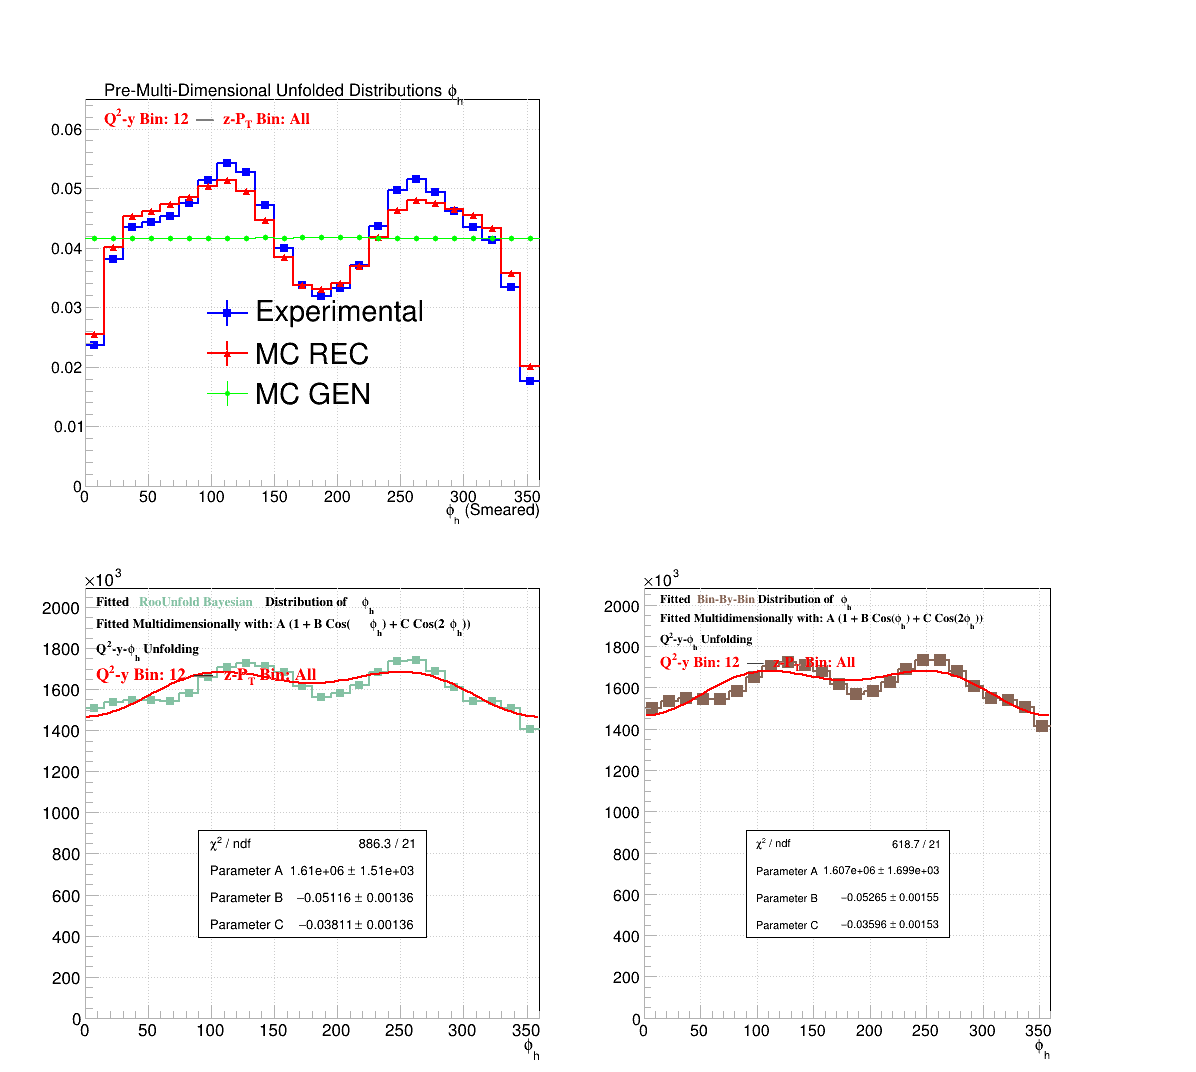 Pre-Multi-Dimensional Unfolded Distributions ϕh
Q²-y Bin: 12 — z-PT Bin: All
0.06
0.05
0.04
0.03
0.02
0.01
0
Experimental
MC REC
MC GEN
0 50 100 150 200 250 300 350
ϕh (Smeared)
×10³
Fitted RooUnfold Bayesian Distribution of ϕh
Fitted Multidimensionally with: A (1 + B Cos( ϕh) + C Cos(2 ϕh))
Q²-y-ϕh Unfolding
Q²-y Bin: 12 — z-PT Bin: All
2000
1800
1600
1400
1200
1000
800
600
400
200
0
χ² / ndf 886.3 / 21
Parameter A 1.61e+06 ± 1.51e+03
Parameter B −0.05116 ± 0.00136
Parameter C −0.03811 ± 0.00136
0 50 100 150 200 250 300 350
ϕh
×10³
Fitted Bin-By-Bin Distribution of ϕh
Fitted Multidimensionally with: A (1 + B Cos(ϕh) + C Cos(2ϕh))
Q²-y-ϕh Unfolding
Q²-y Bin: 12 — z-PT Bin: All
2000
1800
1600
1400
1200
1000
800
600
400
200
0
χ² / ndf 618.7 / 21
Parameter A 1.607e+06 ± 1.699e+03
Parameter B −0.05265 ± 0.00155
Parameter C −0.03596 ± 0.00153
0 50 100 150 200 250 300 350
ϕh